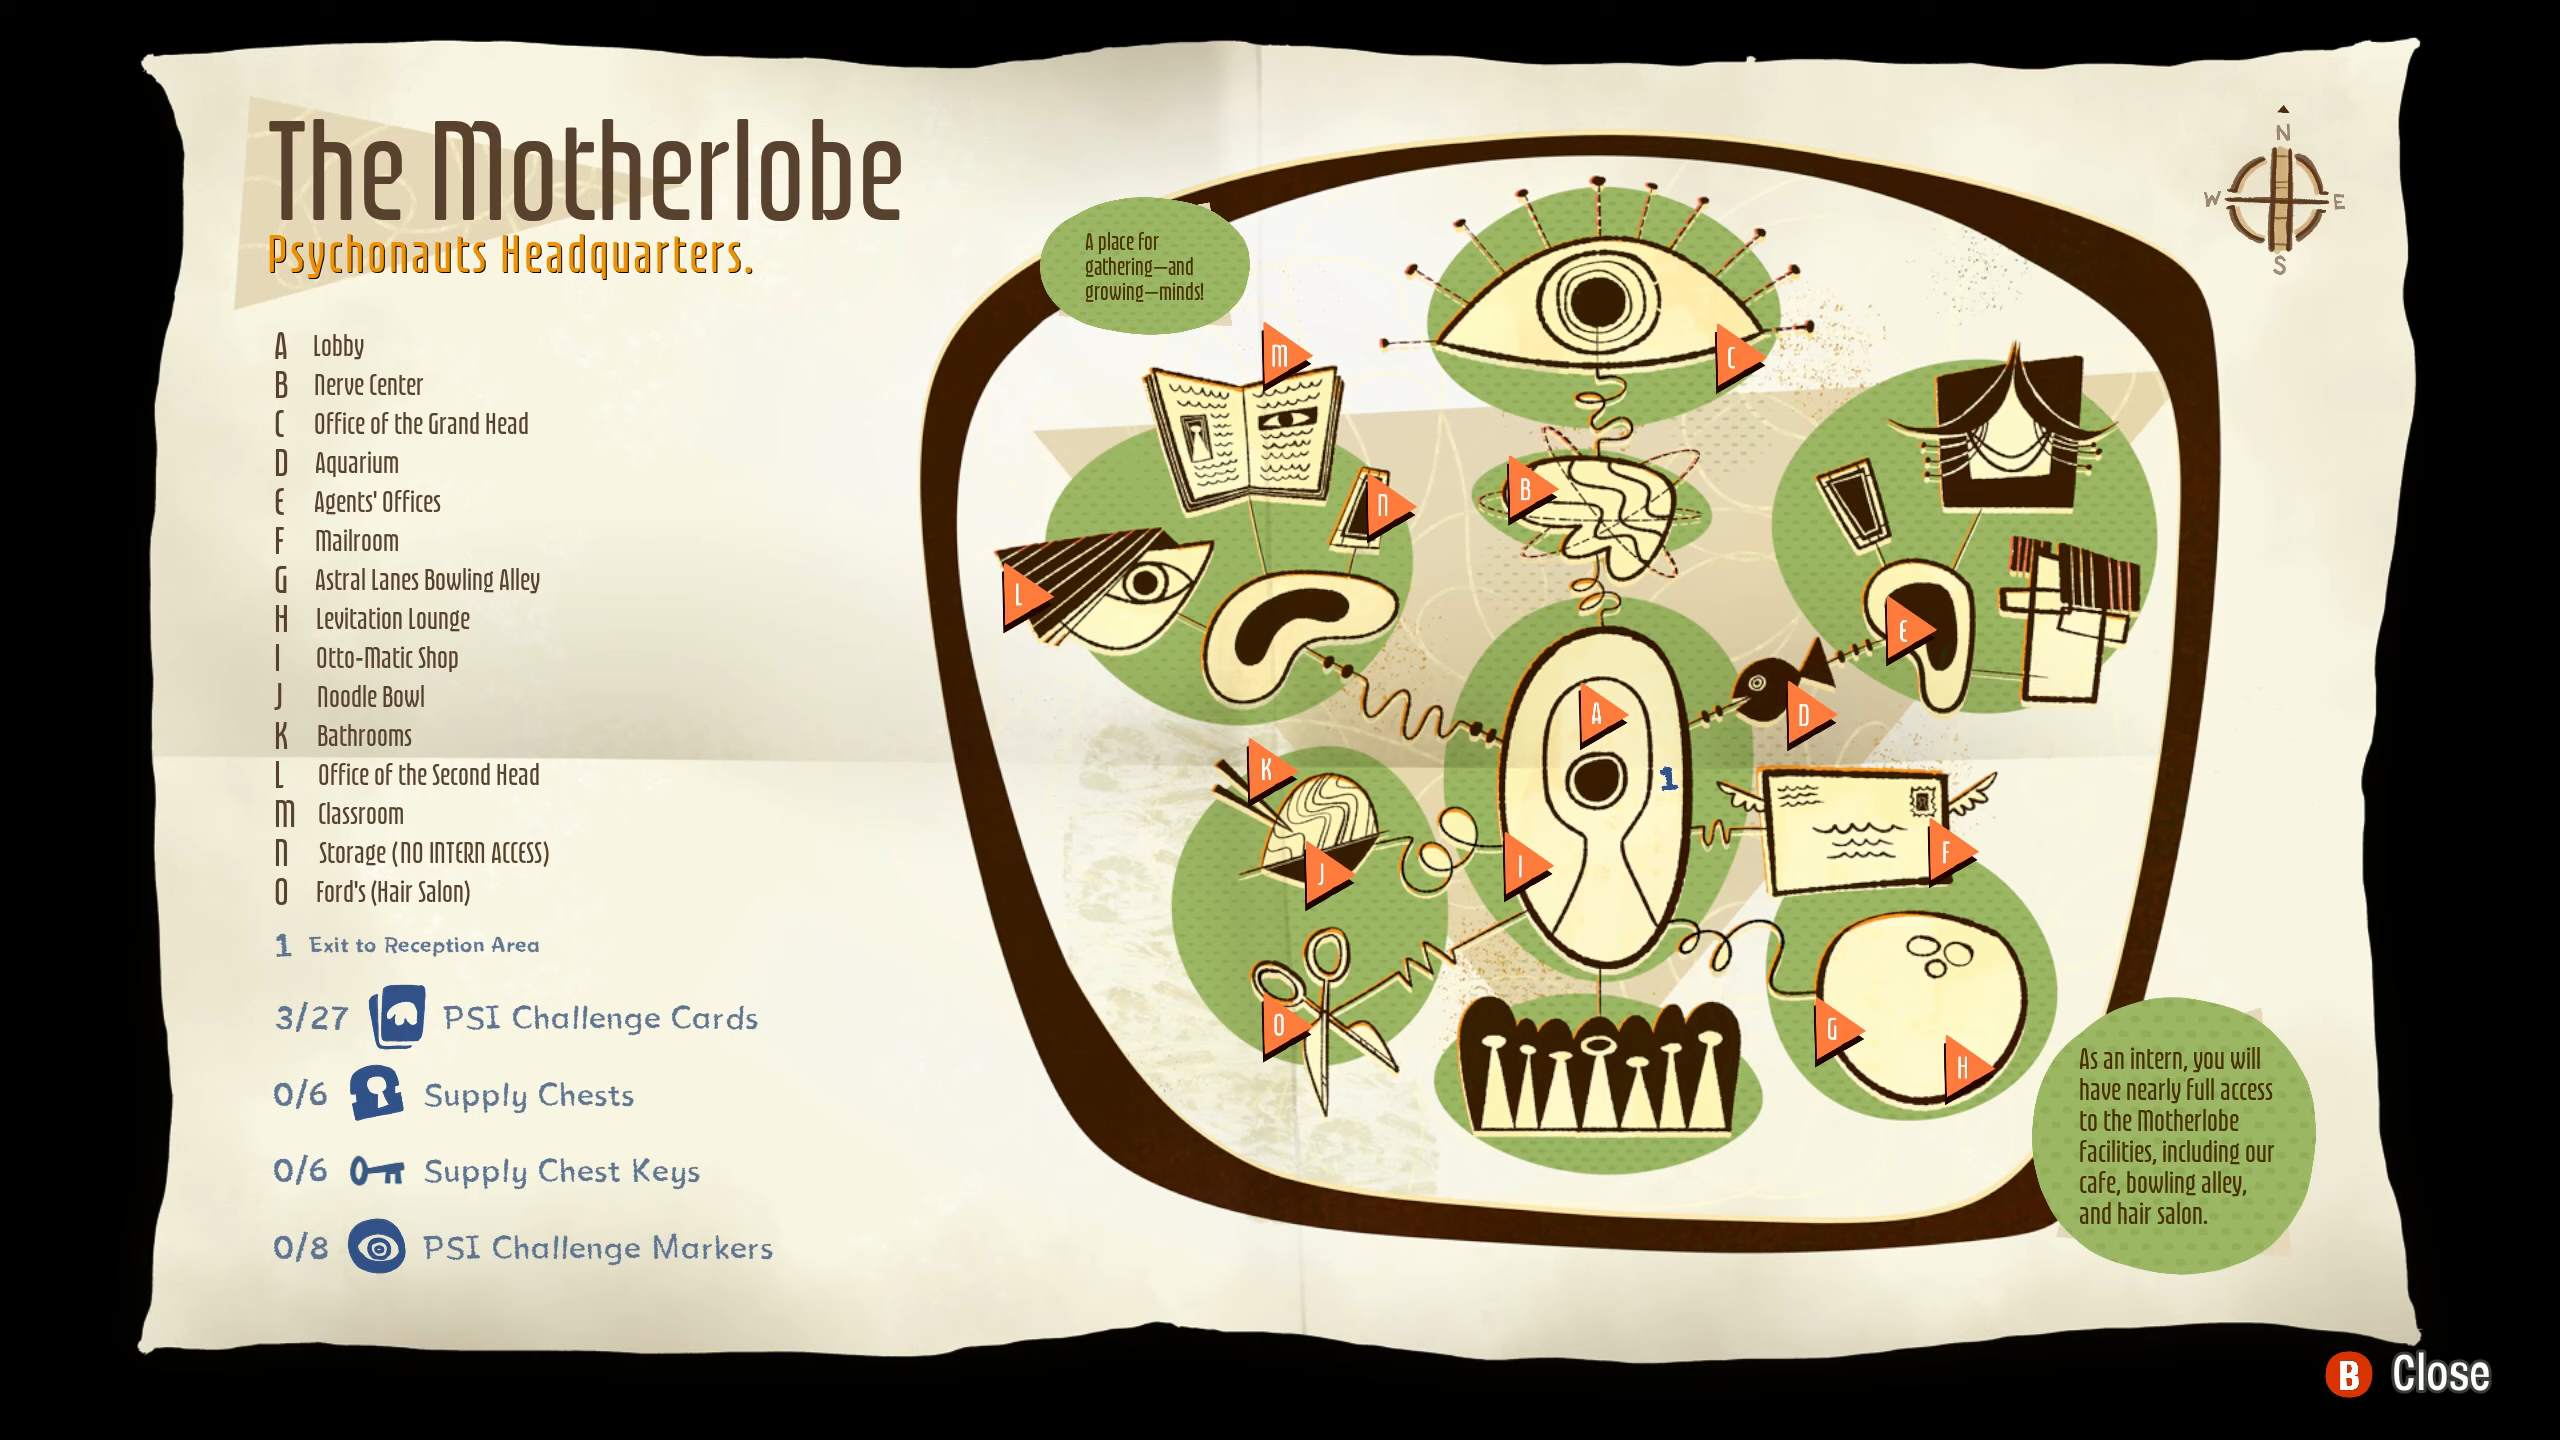 The Motherlobe
Psychonauts Headquarters.
A Lobby
B Nerve Center
C Office of the Grand Head
D Aquarium
E Agents' Offices
F Mailroom
G Astral Lanes Bowling Alley
H Levitation Lounge
I Otto-Matic Shop
J Noodle Bowl
K Bathrooms
L Office of the Second Head
M Classroom
N Storage (NO INTERN ACCESS)
O Ford's (Hair Salon)
1 Exit to Reception Area
3/27 PSI Challenge Cards
0/6 Supply Chests
0/6 Supply Chest Keys
0/8 PSI Challenge Markers
A place for
gathering—and
growing—minds!
M
C
N
B
L
E
A
D
K
1
J
I
F
O
G
H
N
W E
S
As an intern, you will
have nearly full access
to the Motherlobe
facilities, including our
cafe, bowling alley,
and hair salon.
B Close